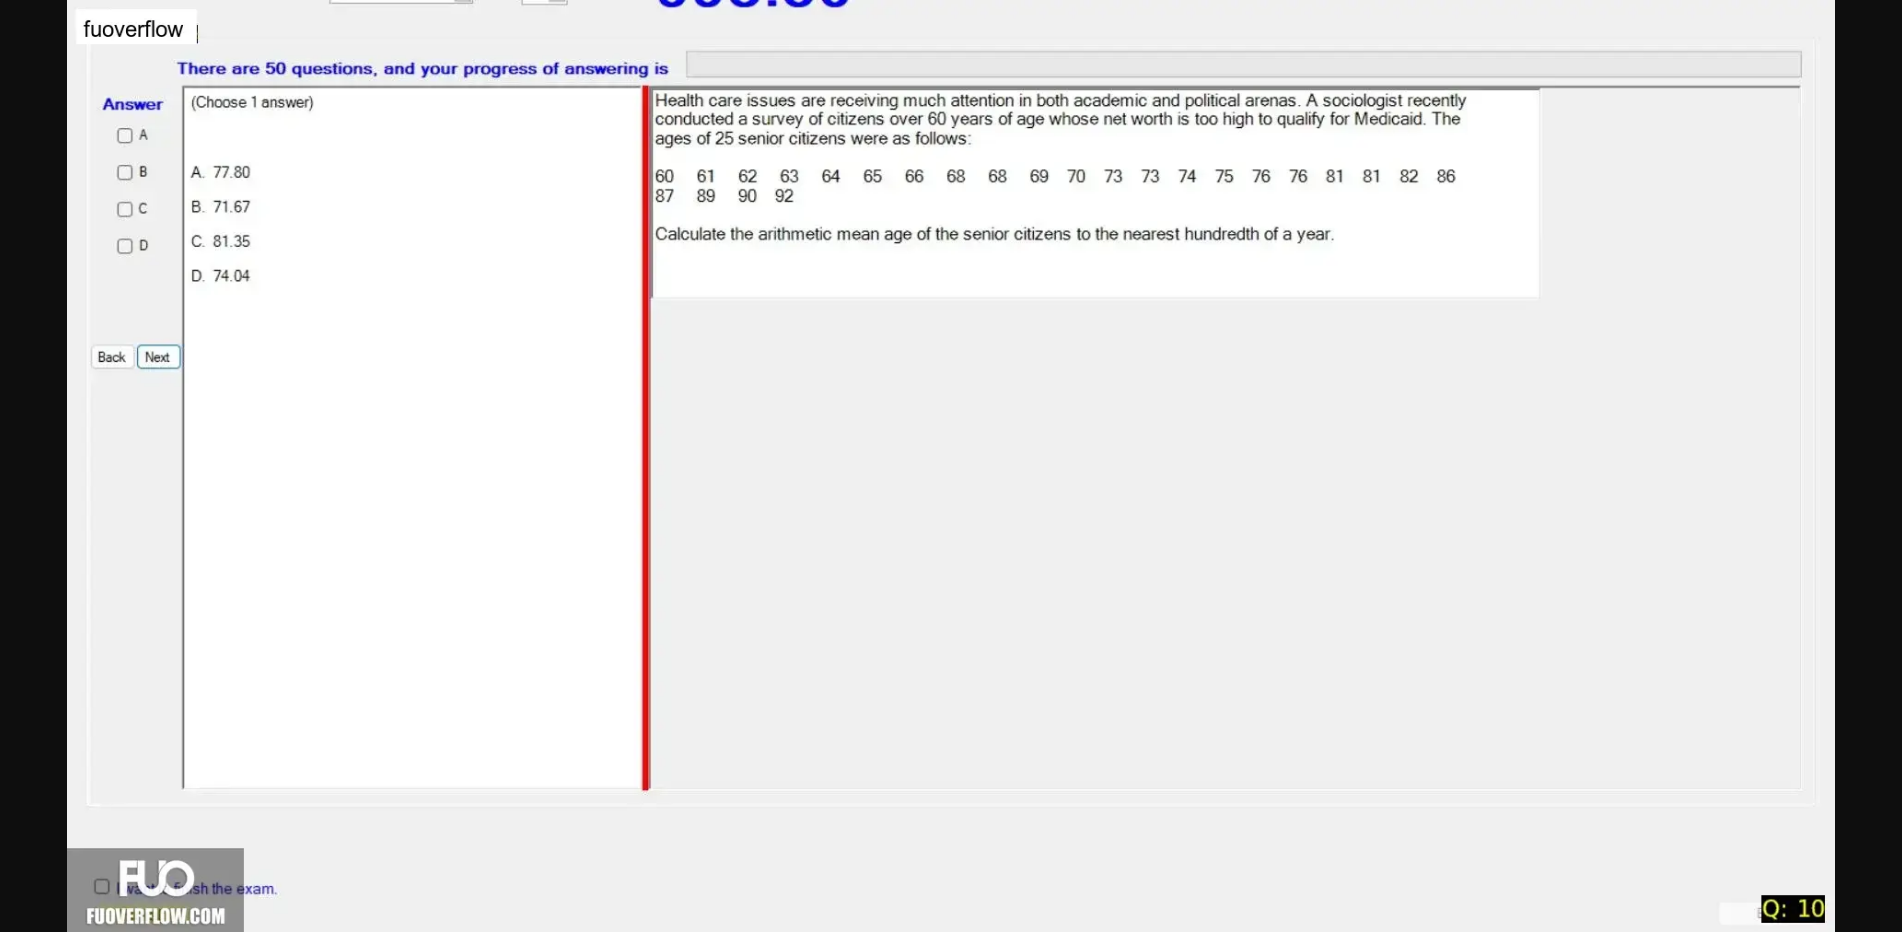 fuoverflow
There are 50 questions, and your progress of answering is
Answer
(Choose 1 answer)
A
B
C
D
A. 77.80
B. 71.67
C. 81.35
D. 74.04
Back Next
Health care issues are receiving much attention in both academic and political arenas. A sociologist recently
conducted a survey of citizens over 60 years of age whose net worth is too high to qualify for Medicaid. The
ages of 25 senior citizens were as follows:
60 61 62 63 64 65 66 68 68 69 70 73 73 74 75 76 76 81 81 82 86
87 89 90 92
Calculate the arithmetic mean age of the senior citizens to the nearest hundredth of a year.
FUO
the exam.
FUOVERFLOW.COM
Q: 10